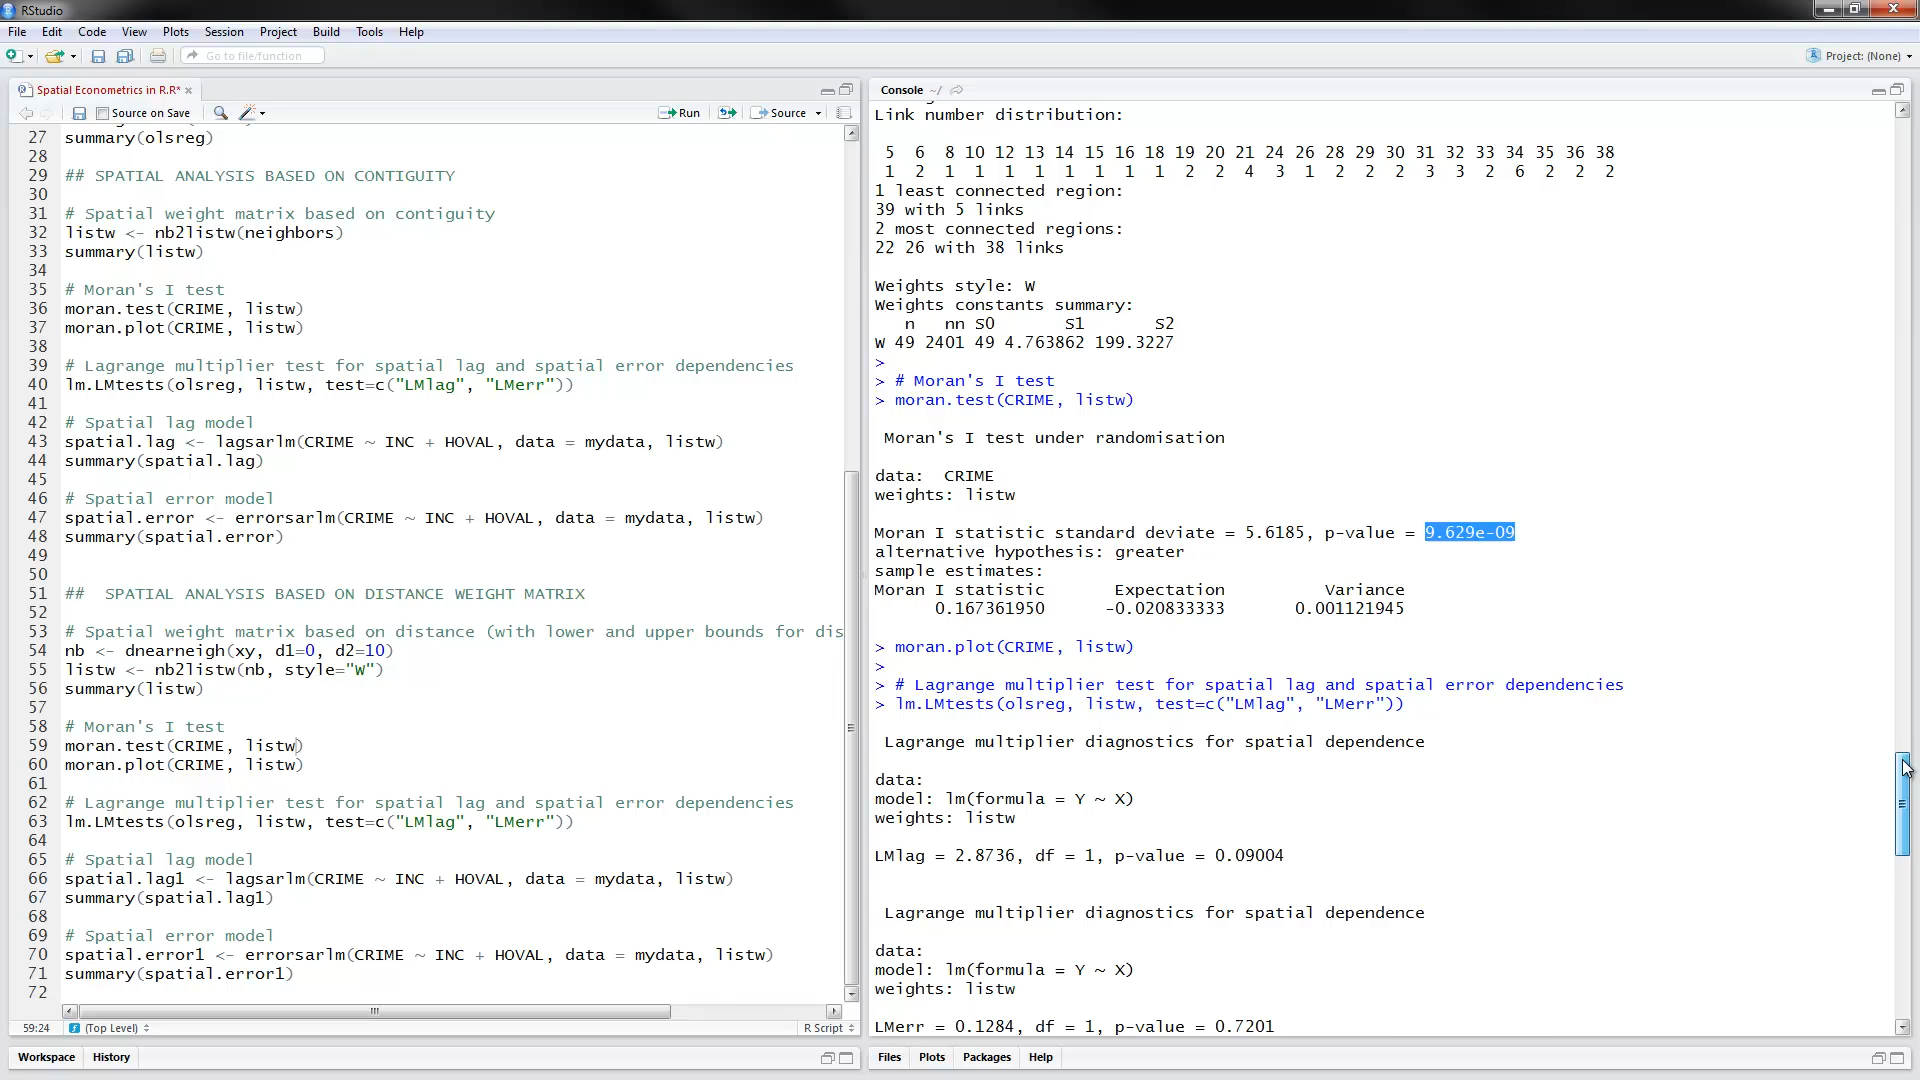 RStudio
File Edit Code View Plots Session Project Build Tools Help
Go to file/function
Project: (None)
Spatial Econometrics in R.R*
Source on Save
Run
Source
27 summary(olsreg)
28
29 ## SPATIAL ANALYSIS BASED ON CONTIGUITY
30
31 # Spatial weight matrix based on contiguity
32 listw <- nb2listw(neighbors)
33 summary(listw)
34
35 # Moran's I test
36 moran.test(CRIME, listw)
37 moran.plot(CRIME, listw)
38
39 # Lagrange multiplier test for spatial lag and spatial error dependencies
40 lm.LMtests(olsreg, listw, test=c("LMlag", "LMerr"))
41
42 # Spatial lag model
43 spatial.lag <- lagsarlm(CRIME ~ INC + HOVAL, data = mydata, listw)
44 summary(spatial.lag)
45
46 # Spatial error model
47 spatial.error <- errorsarlm(CRIME ~ INC + HOVAL, data = mydata, listw)
48 summary(spatial.error)
49
50
51 ##  SPATIAL ANALYSIS BASED ON DISTANCE WEIGHT MATRIX
52
53 # Spatial weight matrix based on distance (with lower and upper bounds for dis
54 nb <- dnearneigh(xy, d1=0, d2=10)
55 listw <- nb2listw(nb, style="W")
56 summary(listw)
57
58 # Moran's I test
59 moran.test(CRIME, listw)
60 moran.plot(CRIME, listw)
61
62 # Lagrange multiplier test for spatial lag and spatial error dependencies
63 lm.LMtests(olsreg, listw, test=c("LMlag", "LMerr"))
64
65 # Spatial lag model
66 spatial.lag1 <- lagsarlm(CRIME ~ INC + HOVAL, data = mydata, listw)
67 summary(spatial.lag1)
68
69 # Spatial error model
70 spatial.error1 <- errorsarlm(CRIME ~ INC + HOVAL, data = mydata, listw)
71 summary(spatial.error1)
72
59:24 (Top Level) R Script
Workspace History
Console ~/
Link number distribution:
5 6 8 10 12 13 14 15 16 18 19 20 21 24 26 28 29 30 31 32 33 34 35 36 38
1 2 1 1 1 1 1 1 1 1 2 2 4 3 1 2 2 2 3 3 2 6 2 2 2
1 least connected region:
39 with 5 links
2 most connected regions:
22 26 with 38 links
Weights style: W
Weights constants summary:
n nn S0 S1 S2
W 49 2401 49 4.763862 199.3227
>
> # Moran's I test
> moran.test(CRIME, listw)
Moran's I test under randomisation
data:  CRIME
weights: listw
Moran I statistic standard deviate = 5.6185, p-value = 9.629e-09
alternative hypothesis: greater
sample estimates:
Moran I statistic Expectation Variance
0.167361950 -0.020833333 0.001121945
> moran.plot(CRIME, listw)
>
> # Lagrange multiplier test for spatial lag and spatial error dependencies
> lm.LMtests(olsreg, listw, test=c("LMlag", "LMerr"))
Lagrange multiplier diagnostics for spatial dependence
data:
model: lm(formula = Y ~ X)
weights: listw
LMlag = 2.8736, df = 1, p-value = 0.09004
Lagrange multiplier diagnostics for spatial dependence
data:
model: lm(formula = Y ~ X)
weights: listw
LMerr = 0.1284, df = 1, p-value = 0.7201
Files Plots Packages Help